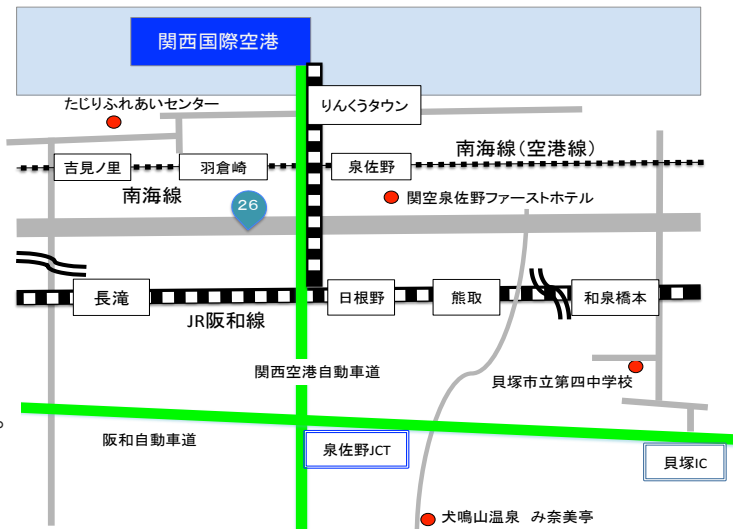 関西国際空港
たじりふれあいセンター
りんくうタウン
南海線(空港線)
吉見ノ里
羽倉崎
泉佐野
南海線
26
関空泉佐野ファーストホテル
長滝
日根野
熊取
和泉橋本
JR阪和線
関西空港自動車道
貝塚市立第四中学校
。
阪和自動車道
泉佐野JCT
貝塚IC
犬鳴山温泉　み奈美亭